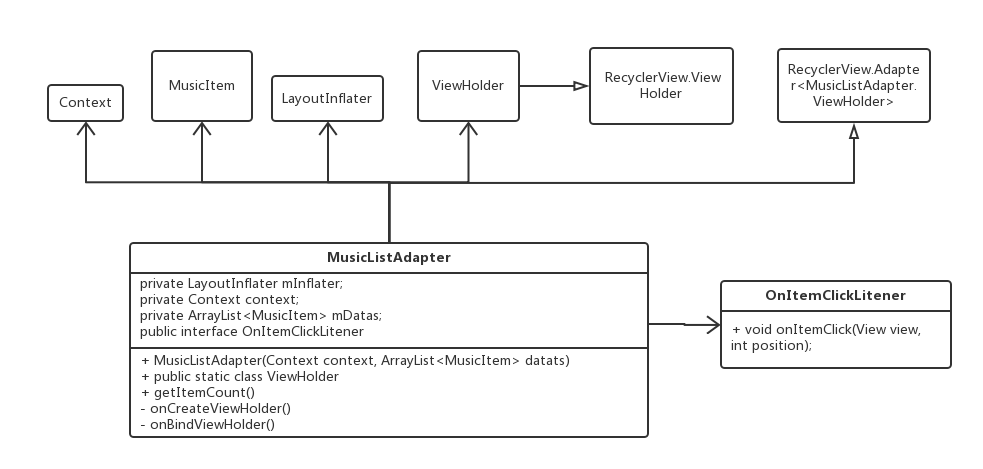 Context
MusicItem
LayoutInflater
ViewHolder
RecyclerView.View
Holder
RecyclerView.Adapte
r<MusicListAdapter.
ViewHolder>
MusicListAdapter
private LayoutInflater mInflater;
private Context context;
private ArrayList<MusicItem> mDatas;
public interface OnItemClickLitener
+ MusicListAdapter(Context context, ArrayList<MusicItem> datats)
+ public static class ViewHolder
+ getItemCount()
- onCreateViewHolder()
- onBindViewHolder()
OnItemClickLitener
+ void onItemClick(View view,
int position);